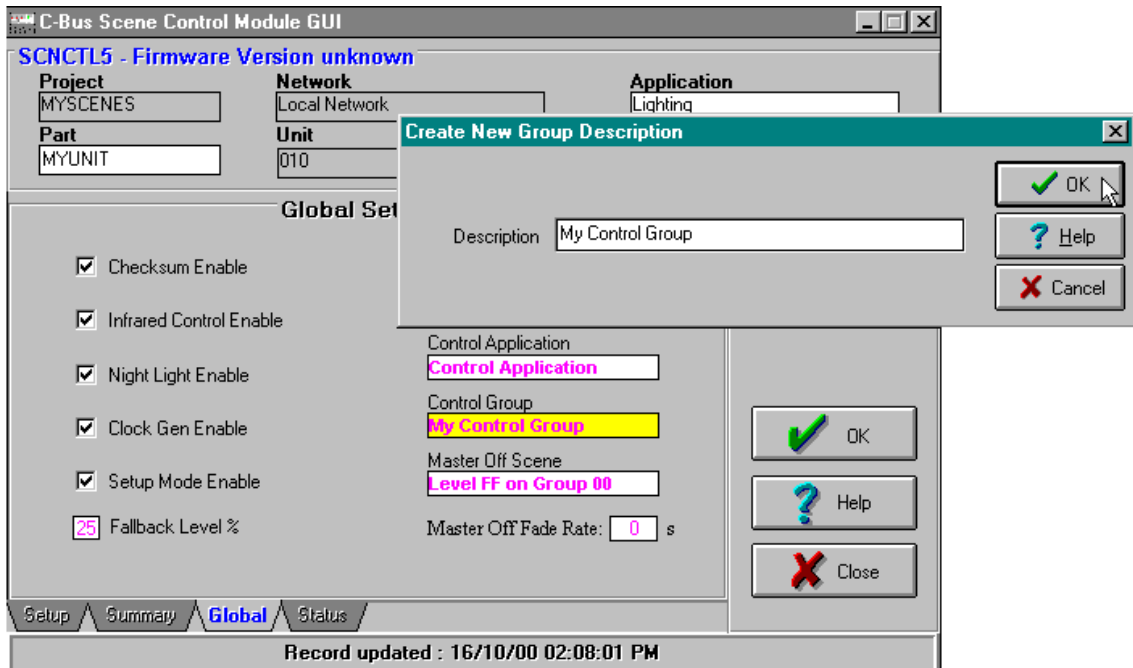 C-Bus Scene Control Module GUI
SCNCTL5 - Firmware Version unknown
Project
Network
Application
MYSCENES
Local Network
Lighting
Part
Unit
MYUNIT
010
Create New Group Description
Description
My Control Group
OK
Help
Cancel
Global Set
Checksum Enable
Infrared Control Enable
Night Light Enable
Clock Gen Enable
Setup Mode Enable
25 Fallback Level %
Control Application
Control Application
Control Group
My Control Group
Master Off Scene
Level FF on Group 00
Master Off Fade Rate: 0 s
OK
Help
Close
Setup Summary Global Status
Record updated : 16/10/00 02:08:01 PM